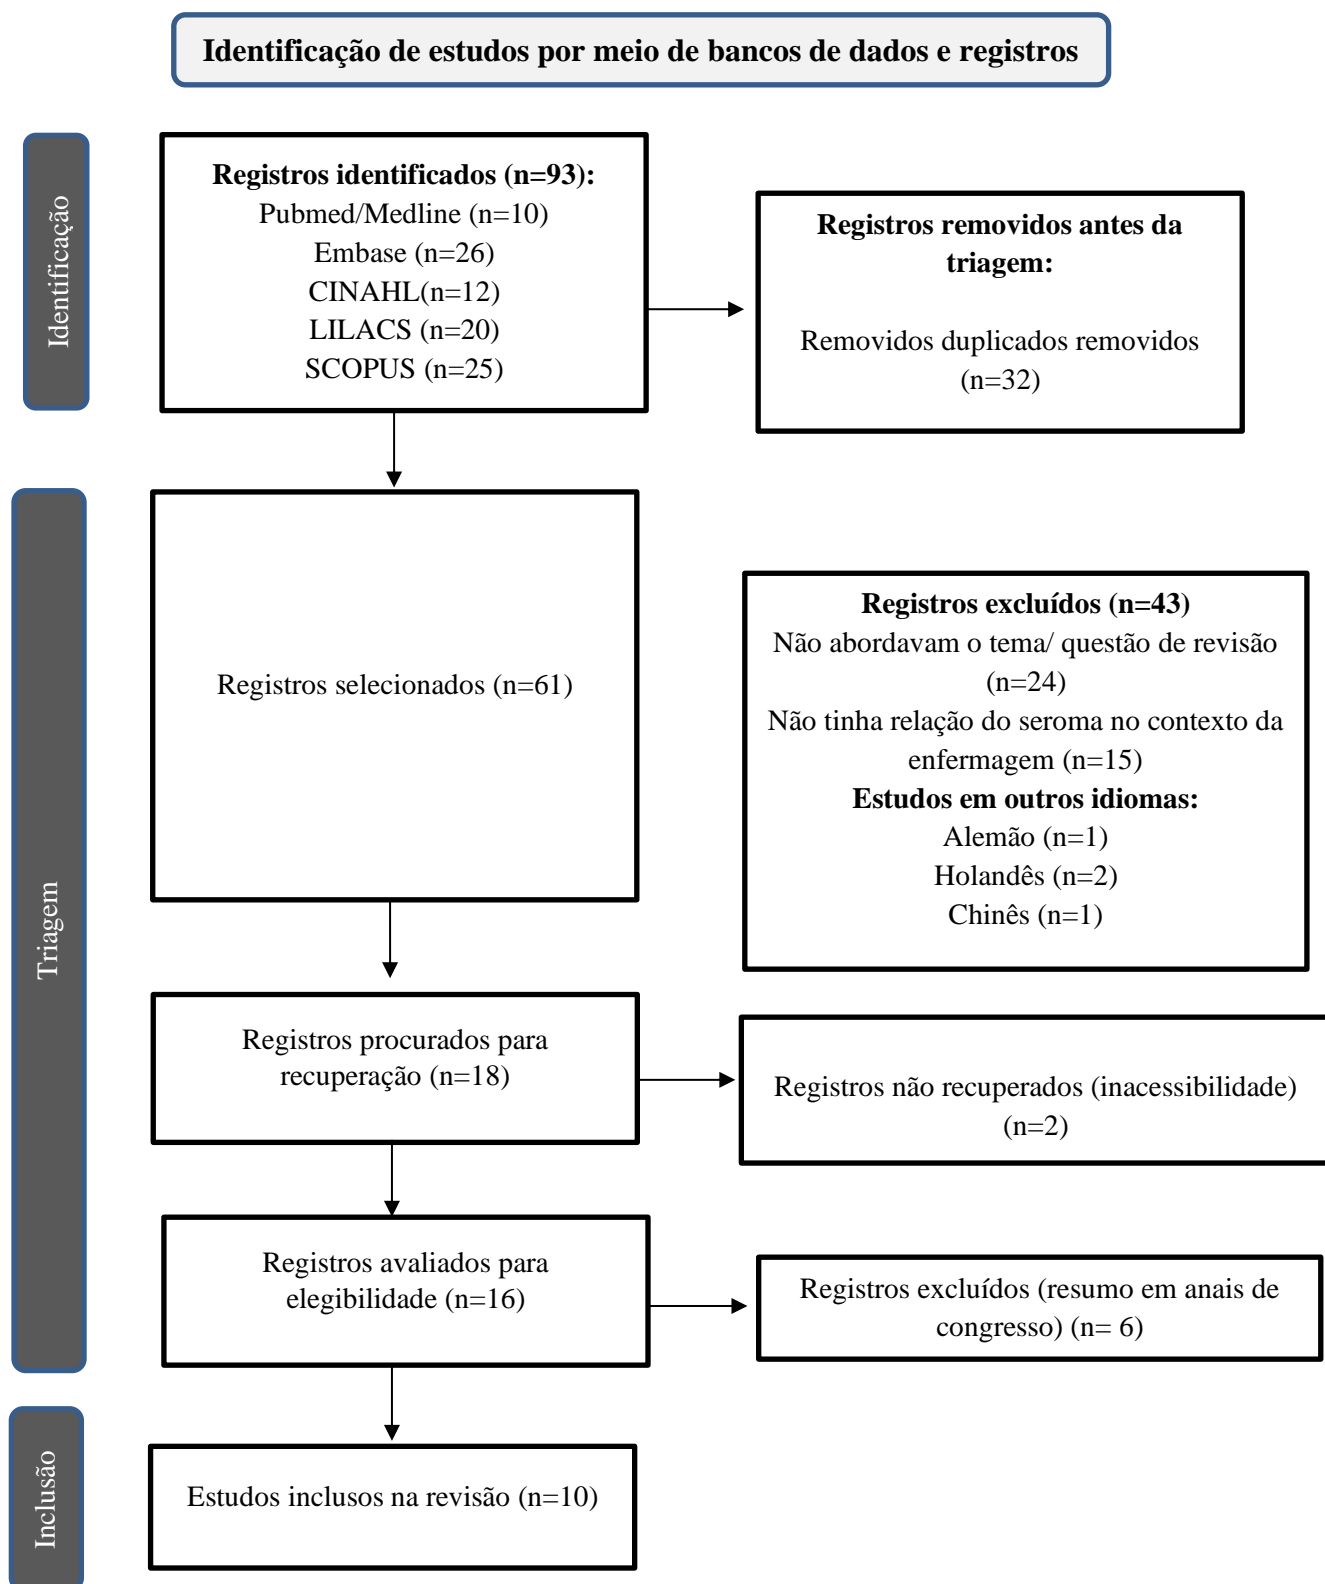 Identificação de estudos por meio de bancos de dados e registros
Identificação
Registros identificados (n=93):
Pubmed/Medline (n=10)
Embase (n=26)
CINAHL(n=12)
LILACS (n=20)
SCOPUS (n=25)
Registros removidos antes da
triagem:
Removidos duplicados removidos
(n=32)
Triagem
Registros selecionados (n=61)
Registros excluídos (n=43)
Não abordavam o tema/ questão de revisão
(n=24)
Não tinha relação do seroma no contexto da
enfermagem (n=15)
Estudos em outros idiomas:
Alemão (n=1)
Holandês (n=2)
Chinês (n=1)
Registros procurados para
recuperação (n=18)
Registros não recuperados (inacessibilidade)
(n=2)
Registros avaliados para
elegibilidade (n=16)
Registros excluídos (resumo em anais de
congresso) (n= 6)
Inclusão
Estudos inclusos na revisão (n=10)